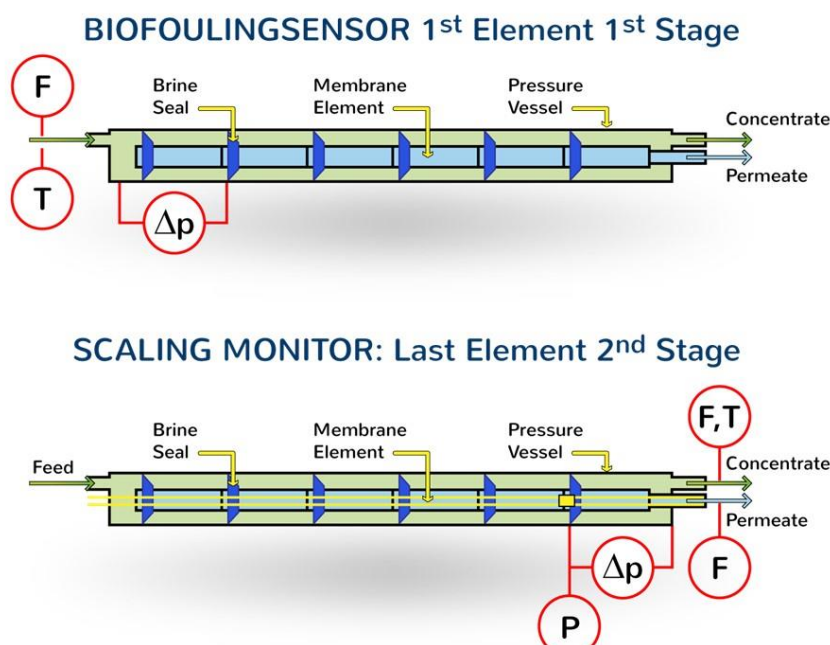 BIOFOULINGSENSOR 1st Element 1st Stage
F
Brine
Seal
Membrane
Element
Pressure
Vessel
Concentrate
Permeate
T
Δp
SCALING MONITOR: Last Element 2nd Stage
F,T
Brine
Seal
Membrane
Element
Pressure
Vessel
Feed
Concentrate
Permeate
Δp
F
P